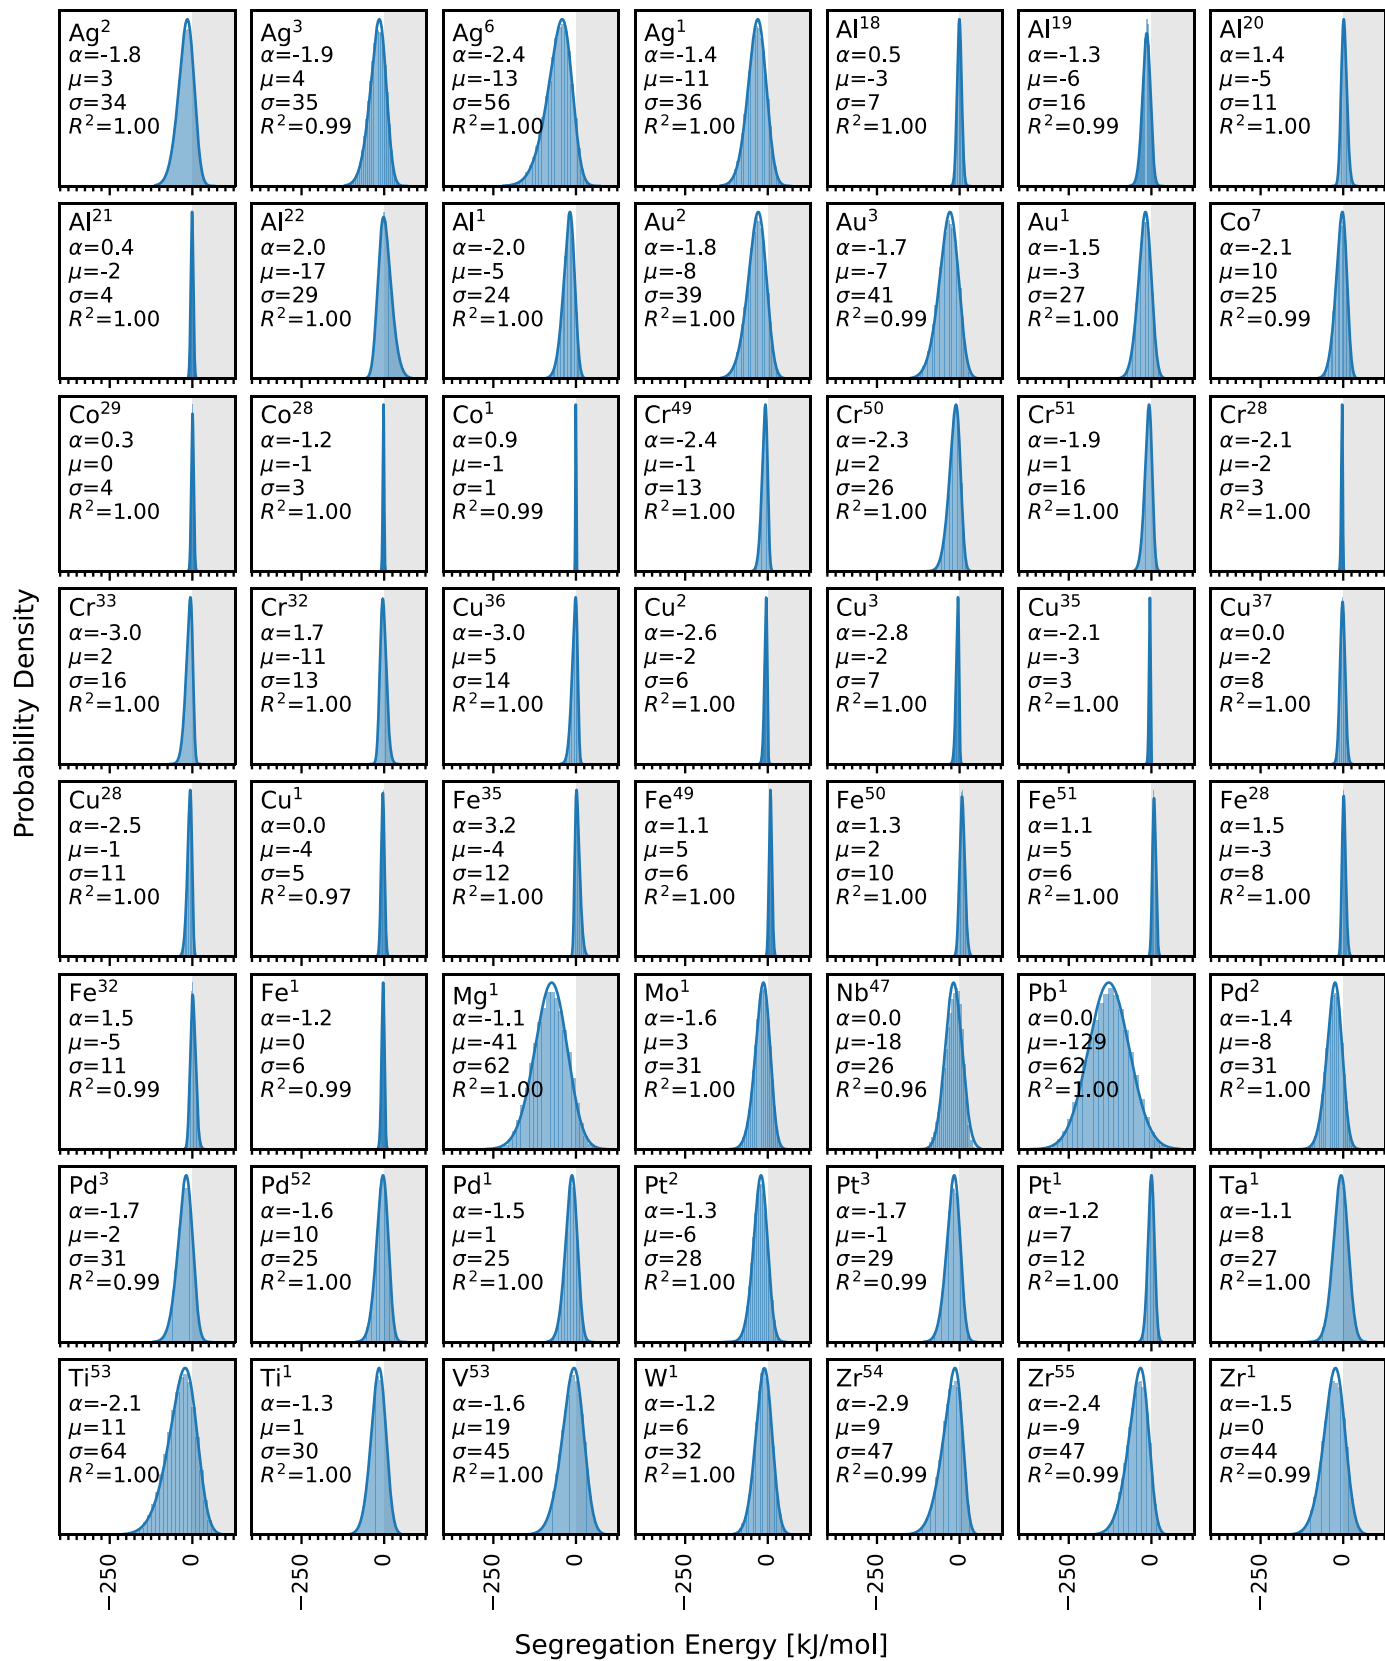 Ag²
α=-1.8
μ=3
σ=34
R²=1.00
Ag³
α=-1.9
μ=4
σ=35
R²=0.99
Ag⁶
α=-2.4
μ=-13
σ=56
R²=1.00
Ag¹
α=-1.4
μ=-11
σ=36
R²=1.00
Al¹⁸
α=0.5
μ=-3
σ=7
R²=1.00
Al¹⁹
α=-1.3
μ=-6
σ=16
R²=0.99
Al²⁰
α=1.4
μ=-5
σ=11
R²=1.00
Al²¹
α=0.4
μ=-2
σ=4
R²=1.00
Al²²
α=2.0
μ=-17
σ=29
R²=1.00
Al¹
α=-2.0
μ=-5
σ=24
R²=1.00
Au²
α=-1.8
μ=-8
σ=39
R²=1.00
Au³
α=-1.7
μ=-7
σ=41
R²=0.99
Au¹
α=-1.5
μ=-3
σ=27
R²=1.00
Co⁷
α=-2.1
μ=10
σ=25
R²=0.99
Co²⁹
α=0.3
μ=0
σ=4
R²=1.00
Co²⁸
α=-1.2
μ=-1
σ=3
R²=1.00
Co¹
α=0.9
μ=-1
σ=1
R²=0.99
Cr⁴⁹
α=-2.4
μ=-1
σ=13
R²=1.00
Cr⁵⁰
α=-2.3
μ=2
σ=26
R²=1.00
Cr⁵¹
α=-1.9
μ=1
σ=16
R²=1.00
Cr²⁸
α=-2.1
μ=-2
σ=3
R²=1.00
Cr³³
α=-3.0
μ=2
σ=16
R²=1.00
Cr³²
α=1.7
μ=-11
σ=13
R²=1.00
Cu³⁶
α=-3.0
μ=5
σ=14
R²=1.00
Cu²
α=-2.6
μ=-2
σ=6
R²=1.00
Cu³
α=-2.8
μ=-2
σ=7
R²=1.00
Cu³⁵
α=-2.1
μ=-3
σ=3
R²=1.00
Cu³⁷
α=0.0
μ=-2
σ=8
R²=1.00
Cu²⁸
α=-2.5
μ=-1
σ=11
R²=1.00
Cu¹
α=0.0
μ=-4
σ=5
R²=0.97
Fe³⁵
α=3.2
μ=-4
σ=12
R²=1.00
Fe⁴⁹
α=1.1
μ=5
σ=6
R²=1.00
Fe⁵⁰
α=1.3
μ=2
σ=10
R²=1.00
Fe⁵¹
α=1.1
μ=5
σ=6
R²=1.00
Fe²⁸
α=1.5
μ=-3
σ=8
R²=1.00
Fe³²
α=1.5
μ=-5
σ=11
R²=0.99
Fe¹
α=-1.2
μ=0
σ=6
R²=0.99
Mg¹
α=-1.1
μ=-41
σ=62
R²=1.00
Mo¹
α=-1.6
μ=3
σ=31
R²=1.00
Nb⁴⁷
α=0.0
μ=-18
σ=26
R²=0.96
Pb¹
α=0.0
μ=-129
σ=62
R²=1.00
Pd²
α=-1.4
μ=-8
σ=31
R²=1.00
Pd³
α=-1.7
μ=-2
σ=31
R²=0.99
Pd⁵²
α=-1.6
μ=10
σ=25
R²=1.00
Pd¹
α=-1.5
μ=1
σ=25
R²=1.00
Pt²
α=-1.3
μ=-6
σ=28
R²=1.00
Pt³
α=-1.7
μ=-1
σ=29
R²=0.99
Pt¹
α=-1.2
μ=7
σ=12
R²=1.00
Ta¹
α=-1.1
μ=8
σ=27
R²=1.00
Ti⁵³
α=-2.1
μ=11
σ=64
R²=1.00
Ti¹
α=-1.3
μ=1
σ=30
R²=1.00
V⁵³
α=-1.6
μ=19
σ=45
R²=1.00
W¹
α=-1.2
μ=6
σ=32
R²=1.00
Zr⁵⁴
α=-2.9
μ=9
σ=47
R²=0.99
Zr⁵⁵
α=-2.4
μ=-9
σ=47
R²=0.99
Zr¹
α=-1.5
μ=0
σ=44
R²=0.99
Probability Density
−250
0
−250
0
−250
0
−250
0
−250
0
−250
0
−250
0
Segregation Energy [kJ/mol]